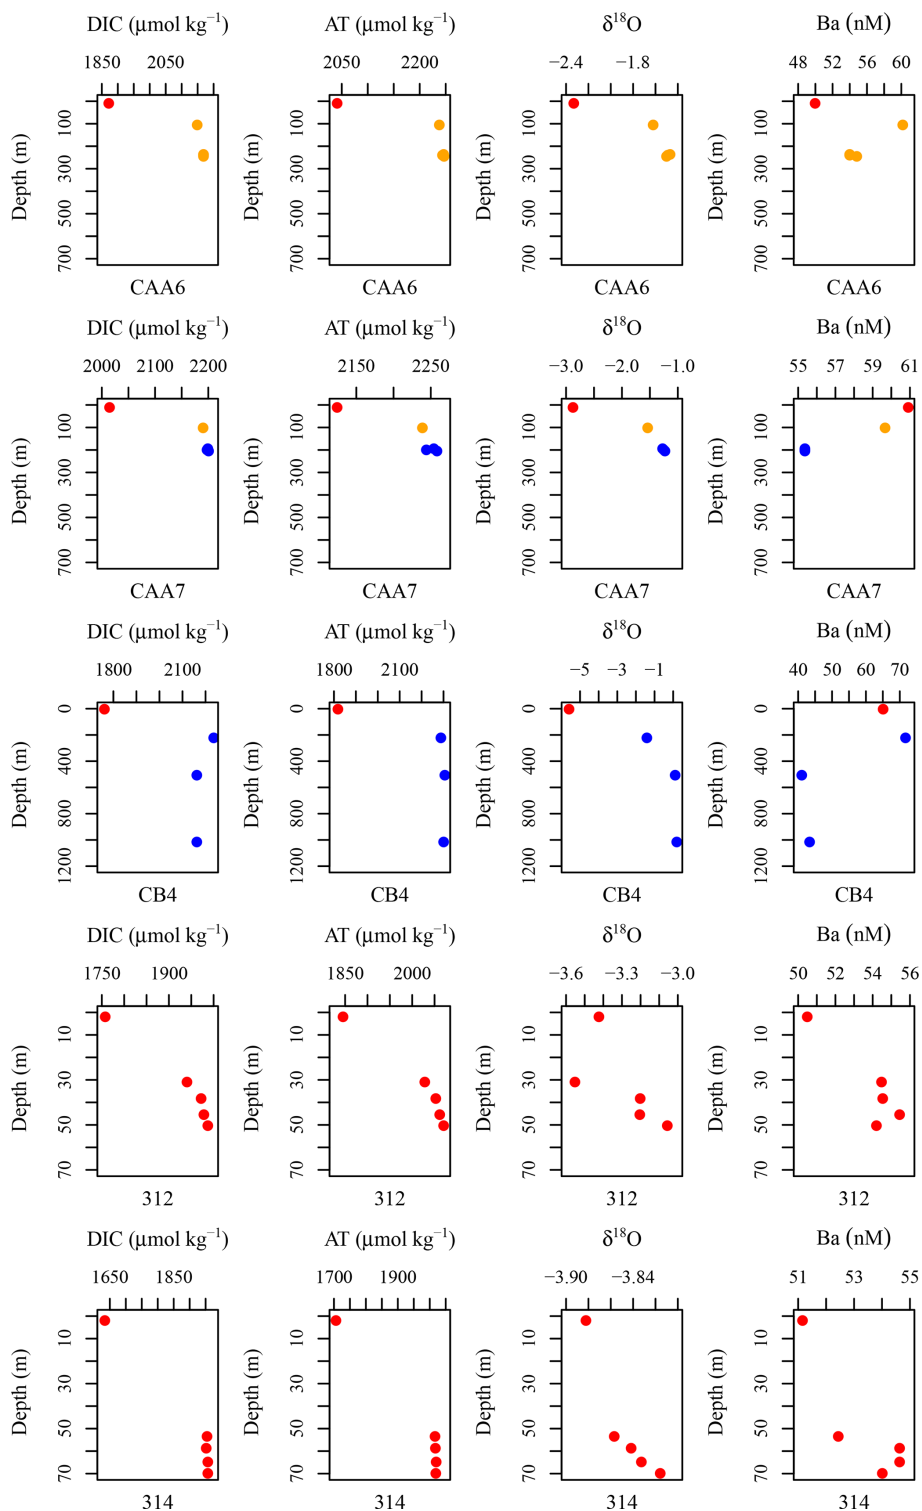 DIC (μmol kg⁻¹) AT (μmol kg⁻¹) δ¹⁸O Ba (nM)
1850 2050 2050 2200 −2.4 −1.8 48 52 56 60
Depth (m) 100 300 500 700 Depth (m) 100 300 500 700 Depth (m) 100 300 500 700 Depth (m) 100 300 500 700
CAA6 CAA6 CAA6 CAA6
DIC (μmol kg⁻¹) AT (μmol kg⁻¹) δ¹⁸O Ba (nM)
2000 2100 2200 2150 2250 −3.0 −2.0 −1.0 55 57 59 61
Depth (m) 100 300 500 700 Depth (m) 100 300 500 700 Depth (m) 100 300 500 700 Depth (m) 100 300 500 700
CAA7 CAA7 CAA7 CAA7
DIC (μmol kg⁻¹) AT (μmol kg⁻¹) δ¹⁸O Ba (nM)
1800 2100 1800 2100 −5 −3 −1 40 50 60 70
Depth (m) 0 400 800 1200 Depth (m) 0 400 800 1200 Depth (m) 0 400 800 1200 Depth (m) 0 400 800 1200
CB4 CB4 CB4 CB4
DIC (μmol kg⁻¹) AT (μmol kg⁻¹) δ¹⁸O Ba (nM)
1750 1900 1850 2000 −3.6 −3.2 −3.0 50 52 54 56
Depth (m) 10 30 50 70 Depth (m) 10 30 50 70 Depth (m) 10 30 50 70 Depth (m) 10 30 50 70
312 312 312 312
DIC (μmol kg⁻¹) AT (μmol kg⁻¹) δ¹⁸O Ba (nM)
1650 1850 1700 1900 −3.90 −3.84 51 53 55
Depth (m) 10 30 50 70 Depth (m) 10 30 50 70 Depth (m) 10 30 50 70 Depth (m) 10 30 50 70
314 314 314 314